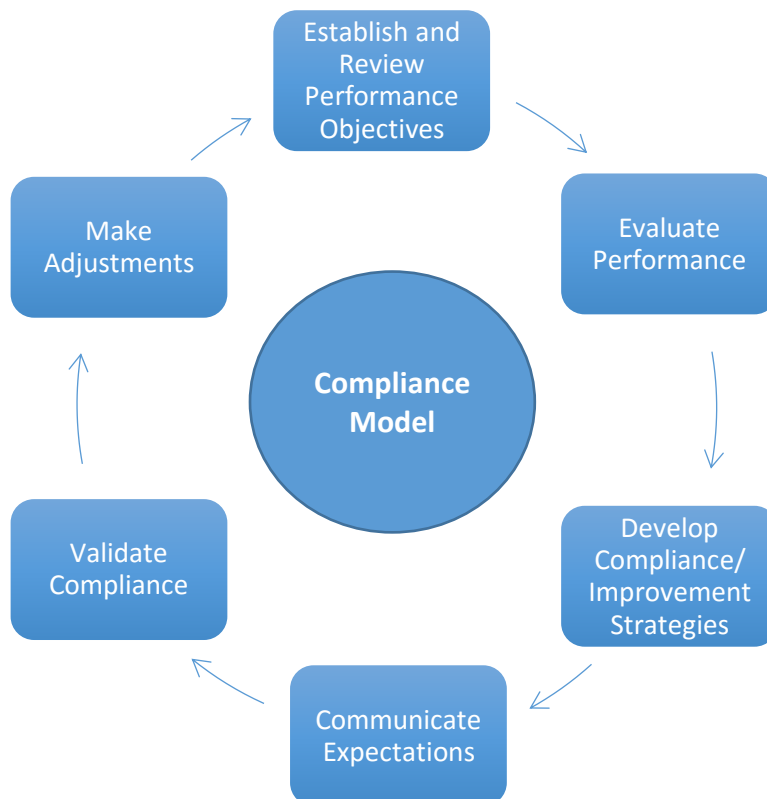 Establish and
Review
Performance
Objectives
Evaluate
Performance
Develop
Compliance/
Improvement
Strategies
Communicate
Expectations
Validate
Compliance
Make
Adjustments
Compliance
Model